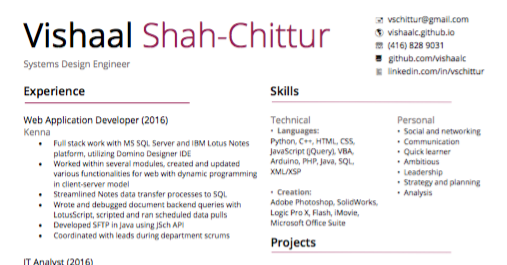 Vishaal Shah-Chittur
Systems Design Engineer
vschittur@gmail.com
vishaalc.github.io
(416) 828 9031
github.com/vishaalc
linkedin.com/in/vschittur
Experience
Web Application Developer (2016)
Kenna
• Full stack work with MS SQL Server and IBM Lotus Notes
platform, utilizing Domino Designer IDE
• Worked within several modules, created and updated
various functionalities for web with dynamic programming
in client-server model
• Streamlined Notes data transfer processes to SQL
• Wrote and debugged document backend queries with
LotusScript, scripted and ran scheduled data pulls
• Developed SFTP in Java using JSch API
• Coordinated with leads during department scrums
IT Analyst (2016)
Skills
Technical
• Languages:
Python, C++, HTML, CSS,
JavaScript (jQuery), VBA,
Arduino, PHP, Java, SQL,
XML/XSP
• Creation:
Adobe Photoshop, SolidWorks,
Logic Pro X, Flash, iMovie,
Microsoft Office Suite
Personal
• Social and networking
• Communication
• Quick learner
• Ambitious
• Leadership
• Strategy and planning
• Analysis
Projects